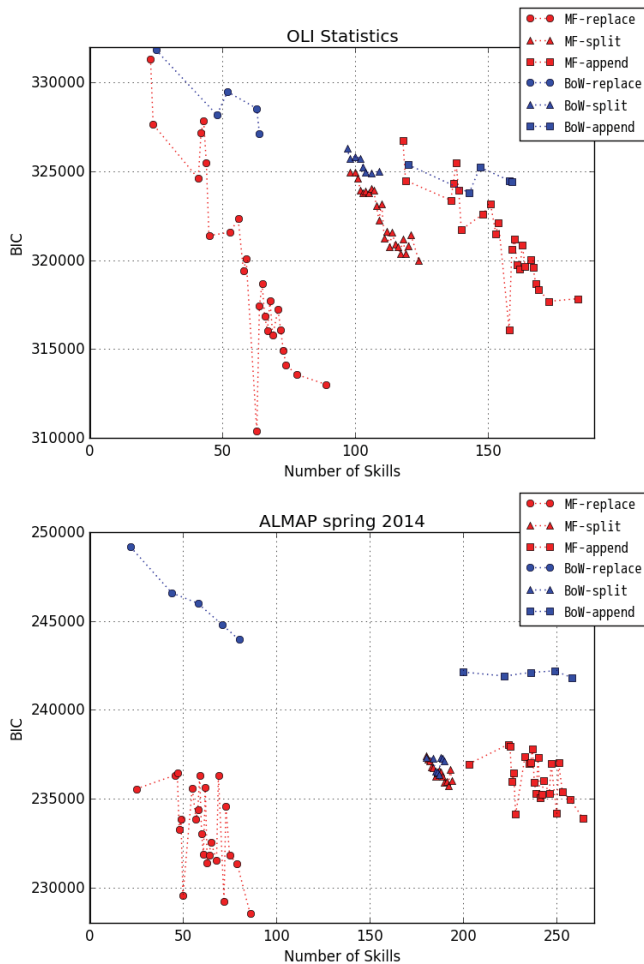 OLI Statistics
MF-replace
MF-split
MF-append
BoW-replace
BoW-split
BoW-append
BIC
330000
325000
320000
315000
310000
0 50 100 150
Number of Skills
ALMAP spring 2014
MF-replace
MF-split
MF-append
BoW-replace
BoW-split
BoW-append
BIC
250000
245000
240000
235000
230000
0 50 100 150 200 250
Number of Skills